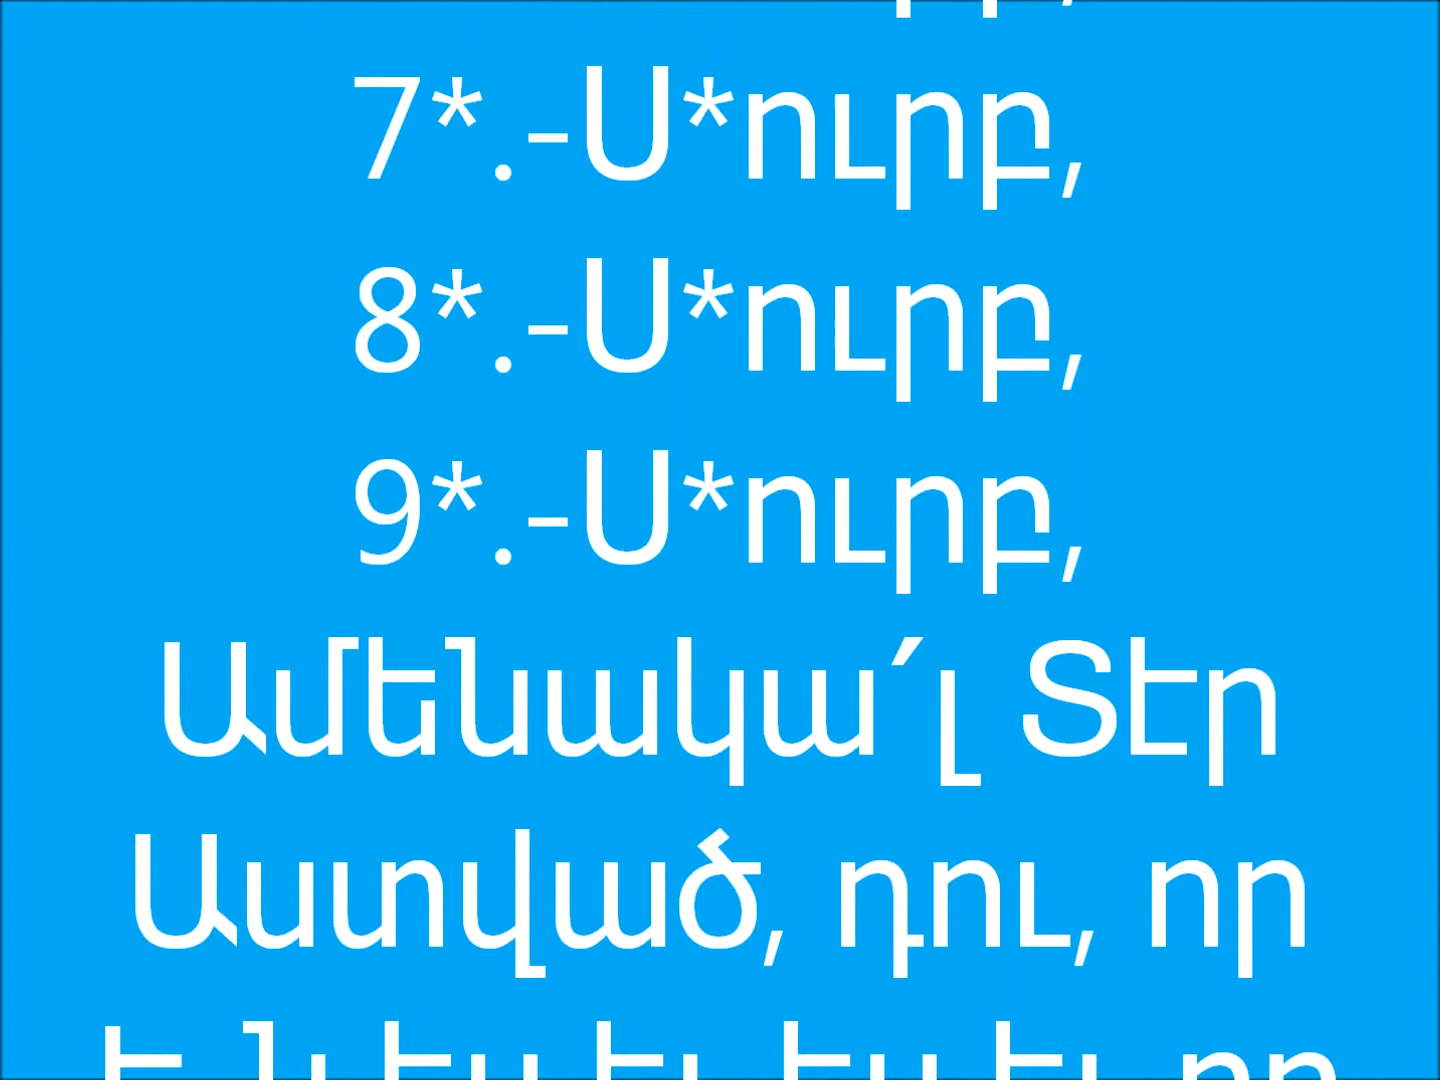 7*.-Ս*ուրբ,
8*.-Ս*ուրբ,
9*.-Ս*ուրբ,
Ամենակա՛լ Տէր
Աստված, դու, որ